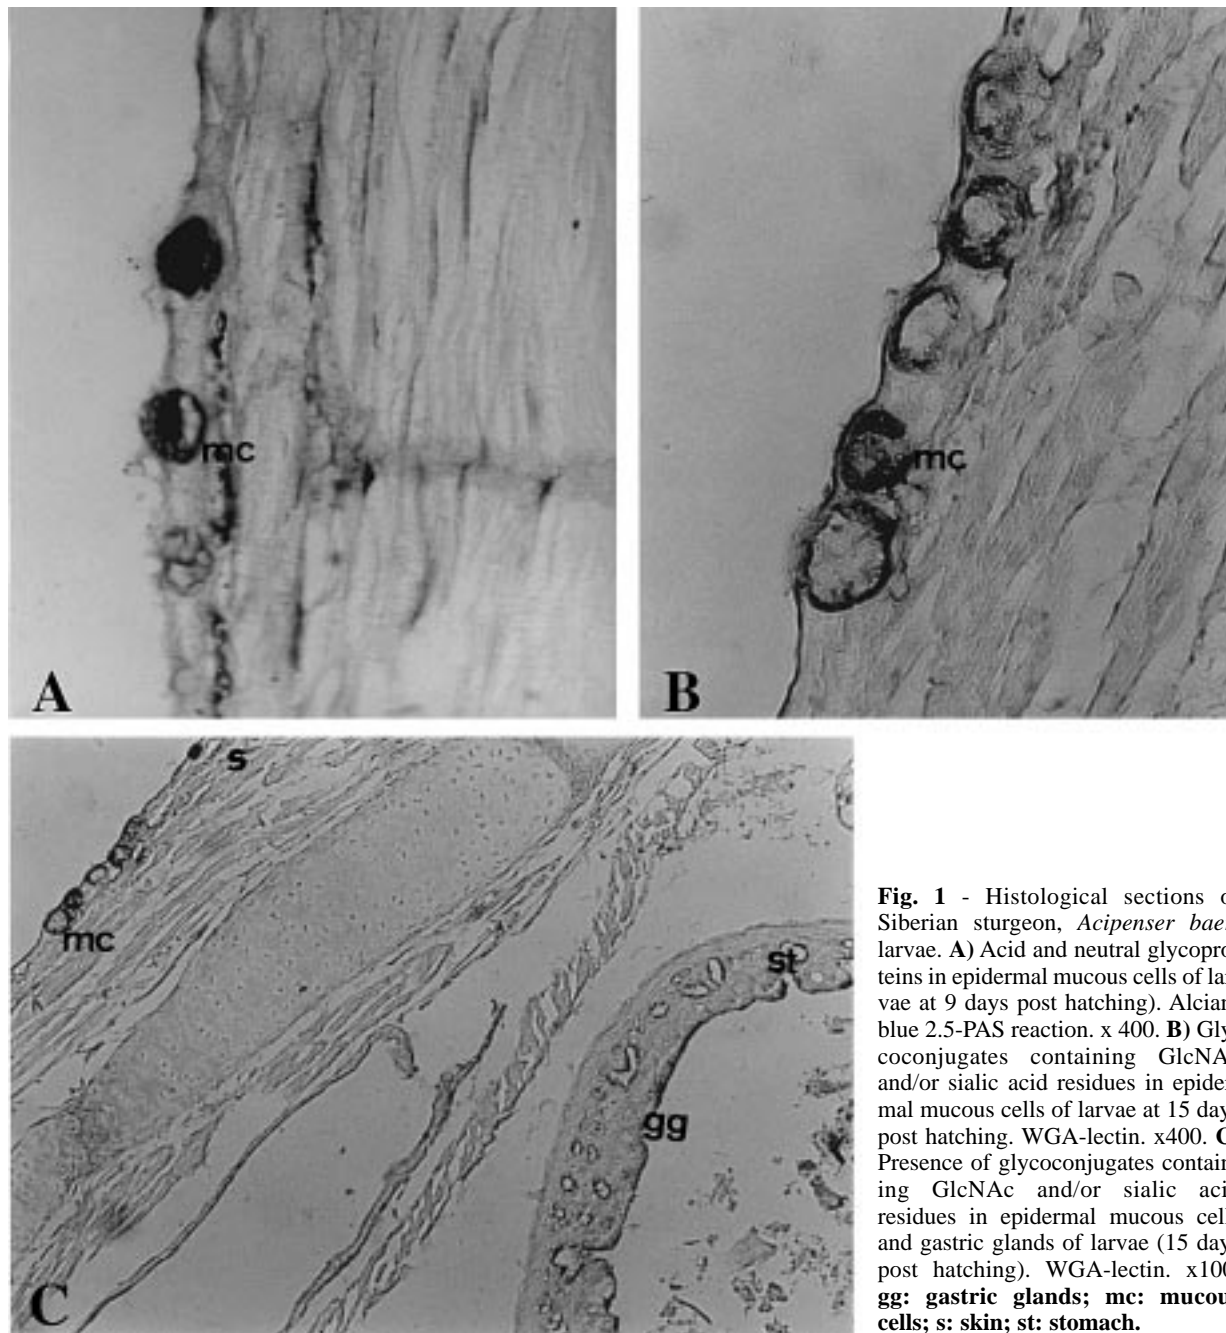 mc
A
mc
B
s
mc
st
gg
C
Fig. 1 - Histological sections o
Siberian sturgeon, Acipenser bae
larvae. A) Acid and neutral glycopro
teins in epidermal mucous cells of lar
vae at 9 days post hatching). Alcian
blue 2.5-PAS reaction. x 400. B) Gly
coconjugates containing GlcNA
and/or sialic acid residues in epider
mal mucous cells of larvae at 15 day
post hatching. WGA-lectin. x400. C
Presence of glycoconjugates contain
ing GlcNAc and/or sialic aci
residues in epidermal mucous cell
and gastric glands of larvae (15 day
post hatching). WGA-lectin. x100
gg: gastric glands; mc: mucou
cells; s: skin; st: stomach.